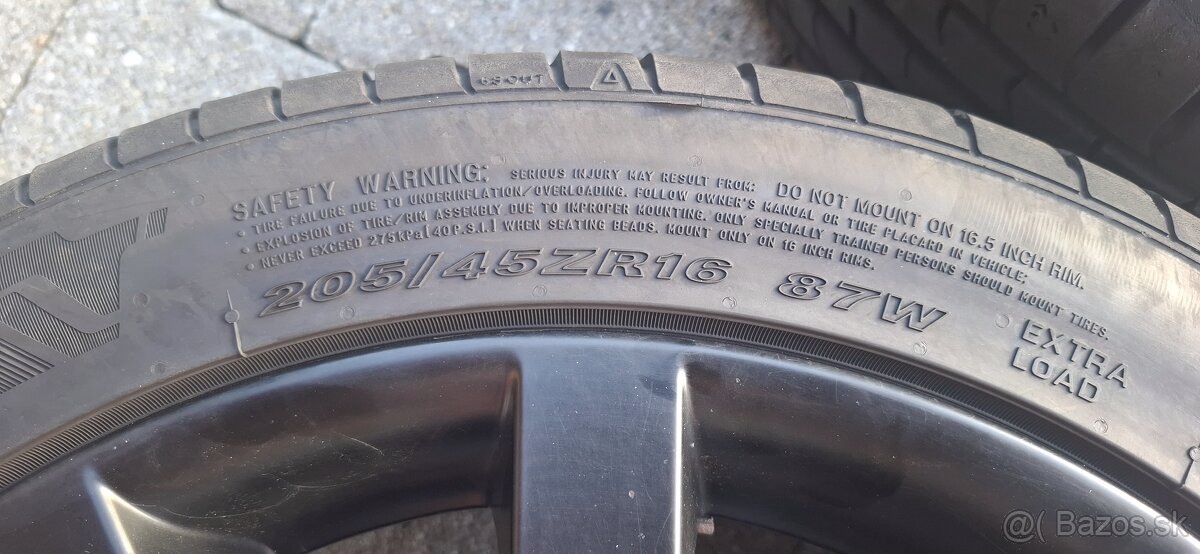 SAFETY WARNING: SERIOUS INJURY MAY RESULT FROM: DO NOT MOUNT ON 16.5 INCH RIM.
• TIRE FAILURE DUE TO UNDERINFLATION/OVERLOADING. FOLLOW OWNER'S MANUAL OR TIRE PLACARD IN VEHICLE;
• EXPLOSION OF TIRE/RIM ASSEMBLY DUE TO IMPROPER MOUNTING. ONLY SPECIALLY TRAINED PERSONS SHOULD MOUNT TIRES.
• NEVER EXCEED 275kPa[40P.S.I.] WHEN SEATING BEADS. MOUNT ONLY ON 16 INCH RIMS.
205/45ZR16 87W
EXTRA
LOAD
@( Bazos.sk